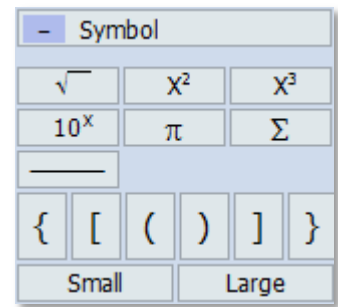 – Symbol
√ X² X³
10ˣ π Σ
{ [ ( ) ] }
Small Large